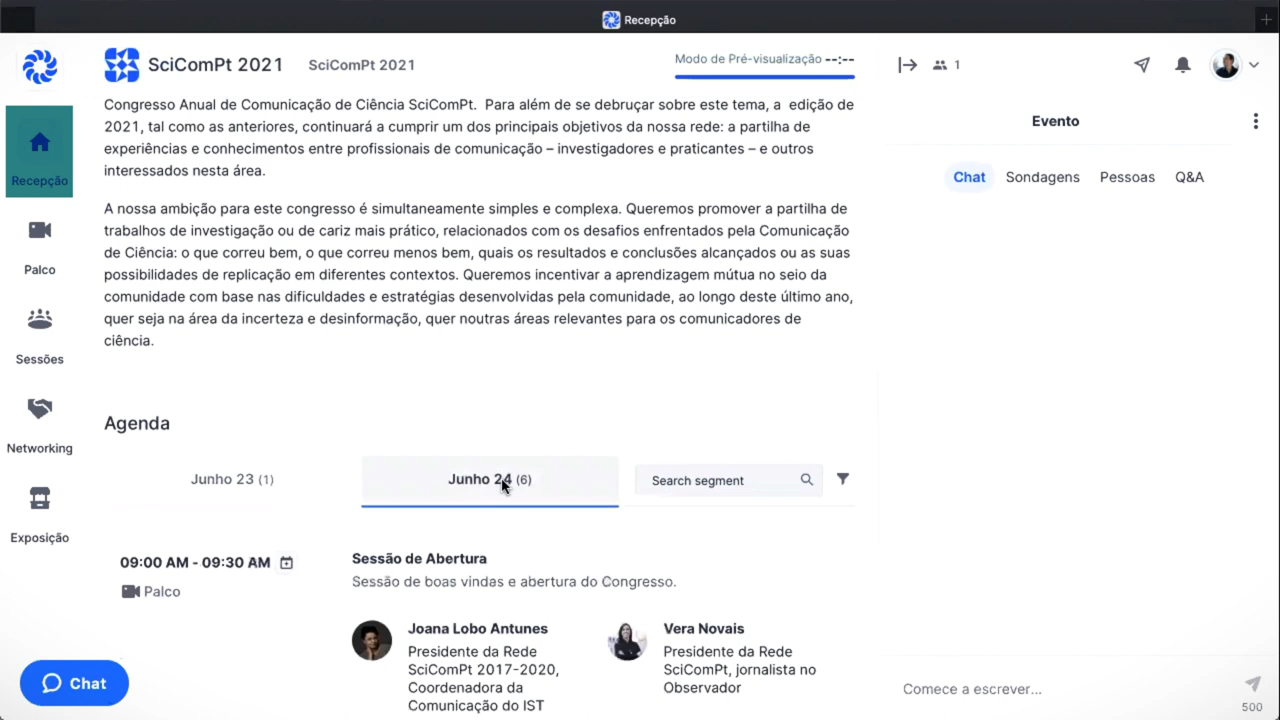 Recepção
SciComPt 2021
SciComPt 2021
Modo de Pré-visualização --:--
1
Recepção
Palco
Sessões
Networking
Exposição
Congresso Anual de Comunicação de Ciência SciComPt. Para além de se debruçar sobre este tema, a edição de
2021, tal como as anteriores, continuará a cumprir um dos principais objetivos da nossa rede: a partilha de
experiências e conhecimentos entre profissionais de comunicação – investigadores e praticantes – e outros
interessados nesta área.
A nossa ambição para este congresso é simultaneamente simples e complexa. Queremos promover a partilha de
trabalhos de investigação ou de cariz mais prático, relacionados com os desafios enfrentados pela Comunicação
de Ciência: o que correu bem, o que correu menos bem, quais os resultados e conclusões alcançados ou as suas
possibilidades de replicação em diferentes contextos. Queremos incentivar a aprendizagem mútua no seio da
comunidade com base nas dificuldades e estratégias desenvolvidas pela comunidade, ao longo deste último ano,
quer seja na área da incerteza e desinformação, quer noutras áreas relevantes para os comunicadores de
ciência.
Agenda
Junho 23 (1)
Junho 24 (6)
Search segment
09:00 AM - 09:30 AM
Palco
Sessão de Abertura
Sessão de boas vindas e abertura do Congresso.
Joana Lobo Antunes
Presidente da Rede
SciComPt 2017-2020,
Coordenadora da
Comunicação do IST
Vera Novais
Presidente da Rede
SciComPt, jornalista no
Observador
Chat
Evento
Chat
Sondagens
Pessoas
Q&A
Comece a escrever...
500